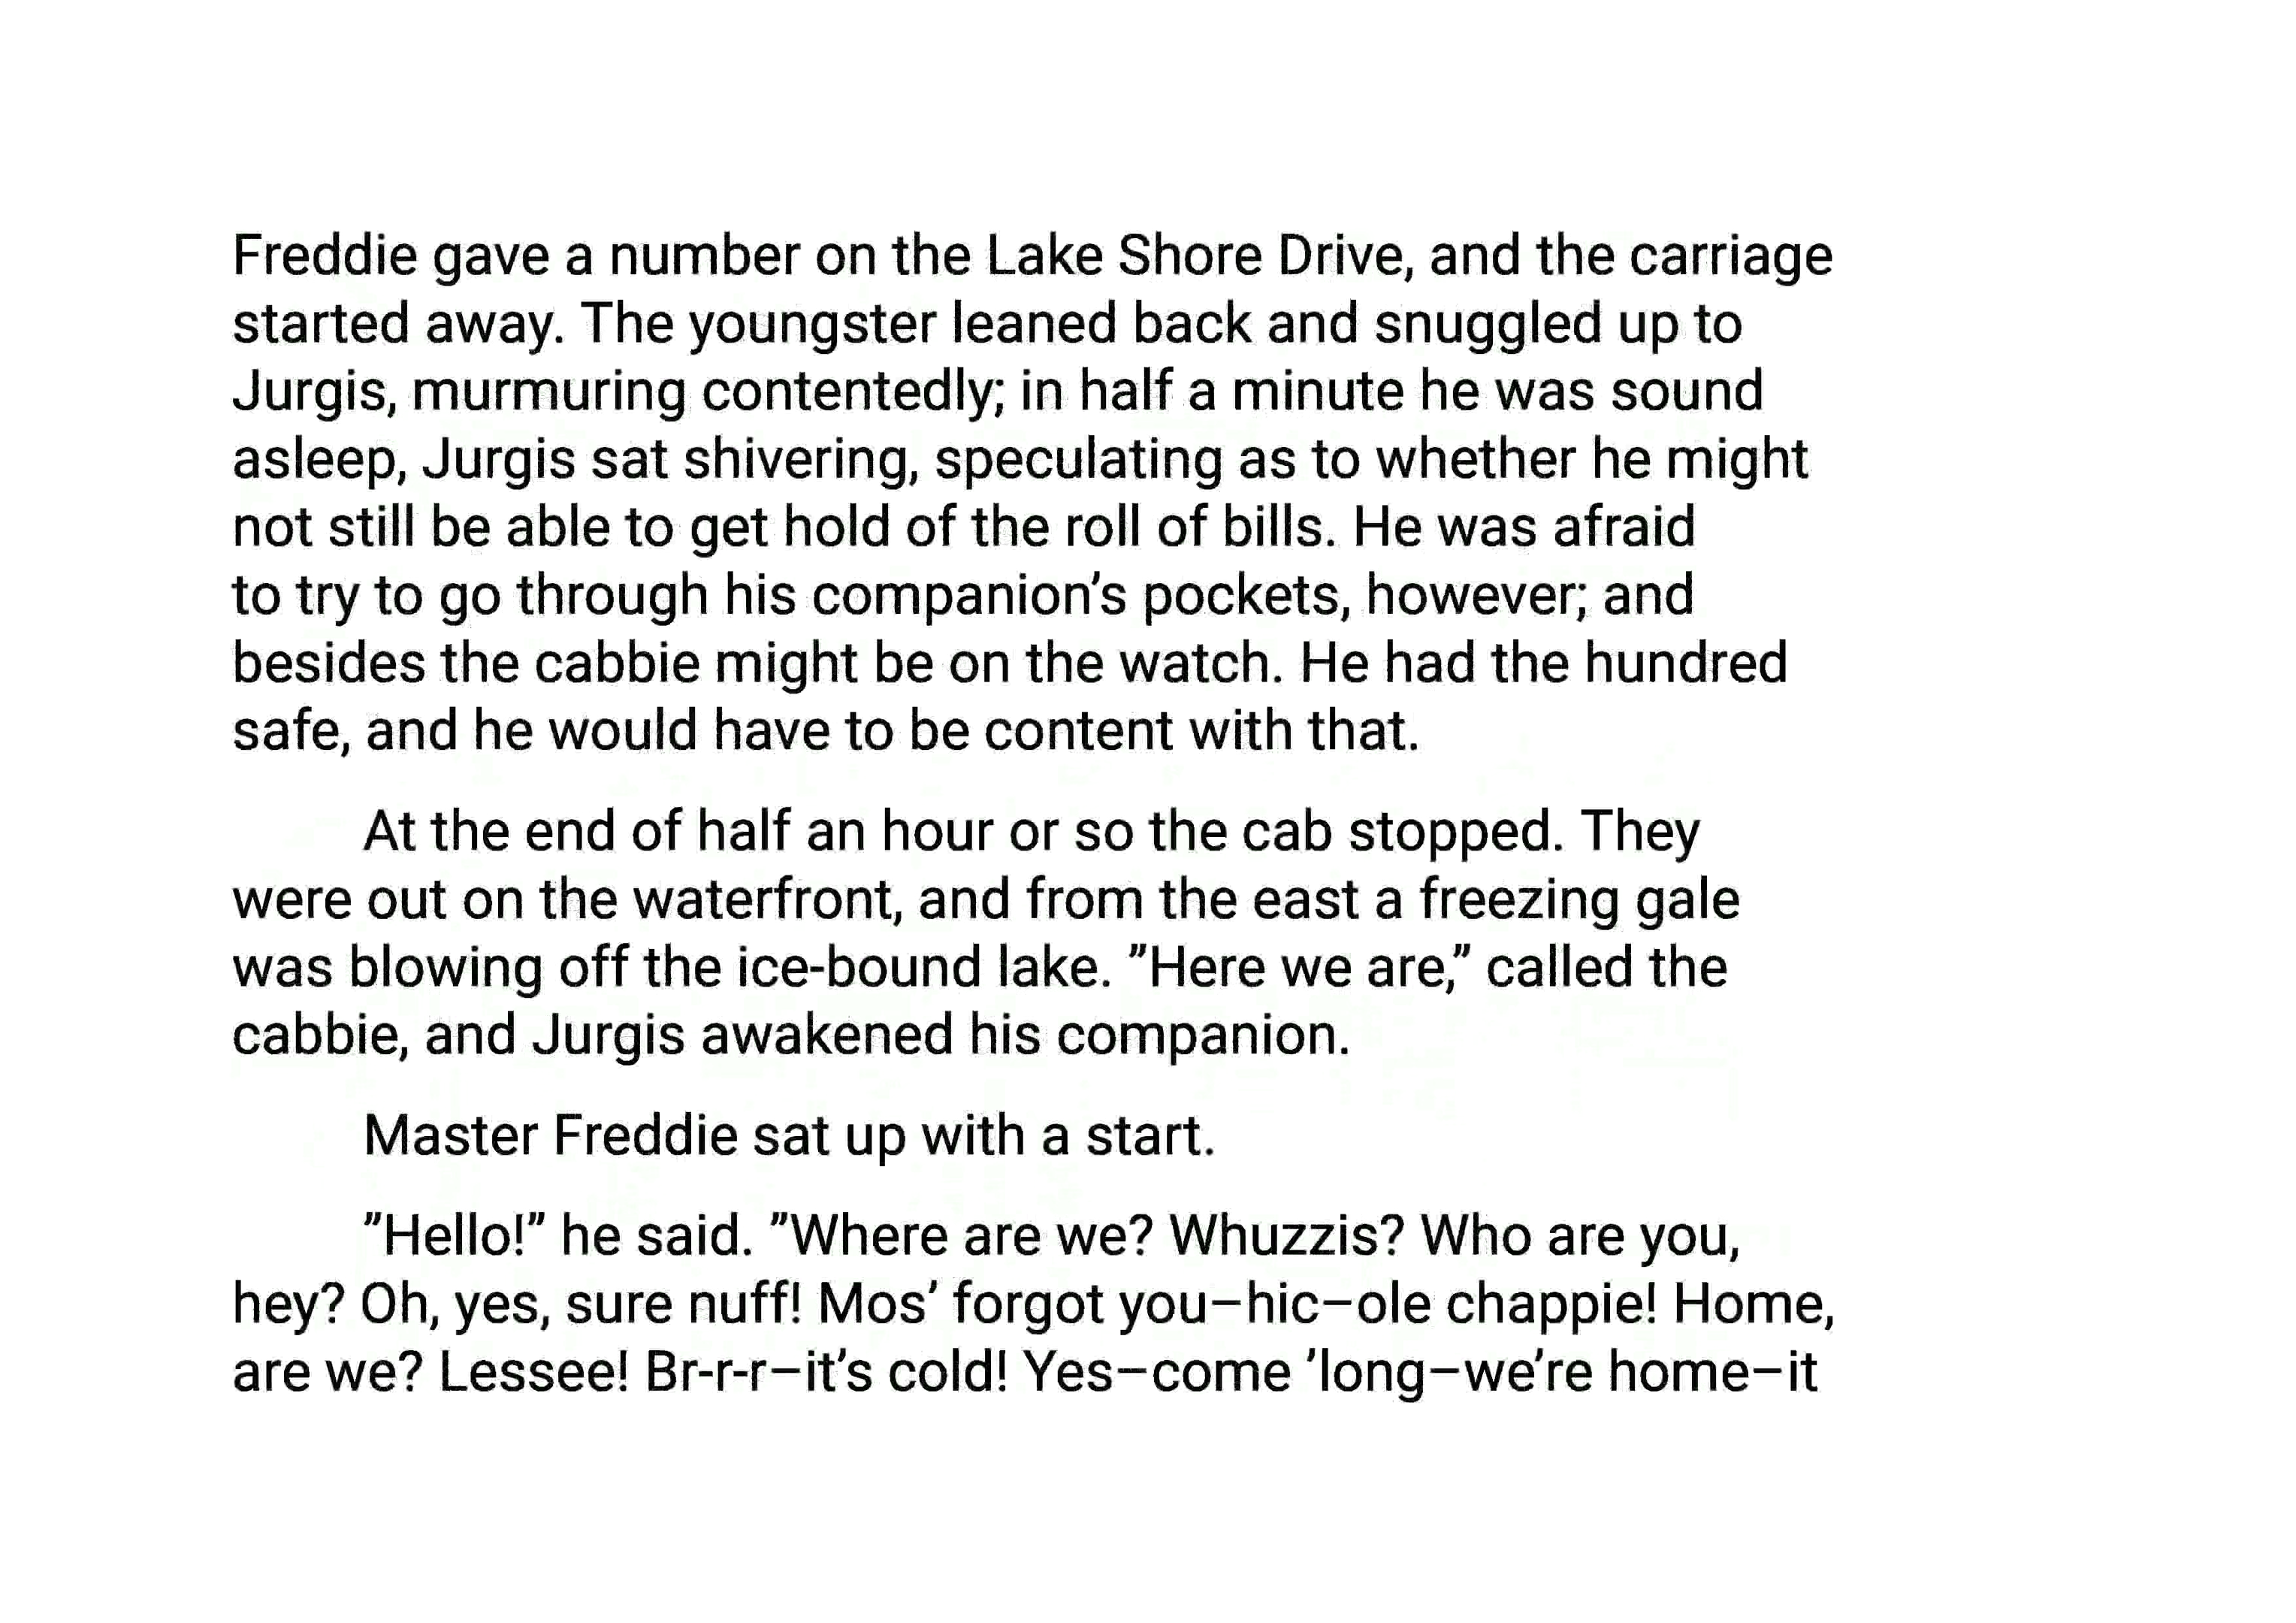 Freddie gave a number on the Lake Shore Drive, and the carriage
started away. The youngster leaned back and snuggled up to
Jurgis, murmuring contentedly; in half a minute he was sound
asleep, Jurgis sat shivering, speculating as to whether he might
not still be able to get hold of the roll of bills. He was afraid
to try to go through his companion's pockets, however; and
besides the cabbie might be on the watch. He had the hundred
safe, and he would have to be content with that.
At the end of half an hour or so the cab stopped. They
were out on the waterfront, and from the east a freezing gale
was blowing off the ice-bound lake. ”Here we are,” called the
cabbie, and Jurgis awakened his companion.
Master Freddie sat up with a start.
”Hello!” he said. ”Where are we? Whuzzis? Who are you,
hey? Oh, yes, sure nuff! Mos’ forgot you–hic–ole chappie! Home,
are we? Lessee! Br-r-r–it’s cold! Yes–come ’long–we’re home–it